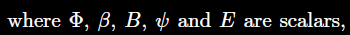 where Φ, β, B, ψ and E are scalars,